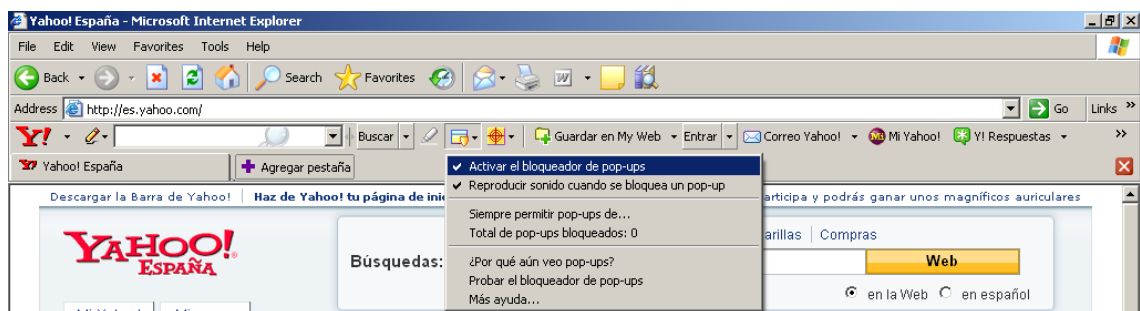 Yahoo! España - Microsoft Internet Explorer
File Edit View Favorites Tools Help
Back Search Favorites
Address http://es.yahoo.com/ Go Links »
Y! Buscar Guardar en My Web Entrar Correo Yahoo! Mi Yahoo! Y! Respuestas »
Y! Yahoo! España Agregar pestaña
Activar el bloqueador de pop-ups
Reproducir sonido cuando se bloquea un pop-up
Siempre permitir pop-ups de...
Total de pop-ups bloqueados: 0
¿Por qué aún veo pop-ups?
Probar el bloqueador de pop-ups
Más ayuda...
Descargar la Barra de Yahoo! | Haz de Yahoo! tu página de ini articipa y podrás ganar unos magníficos auriculares
YAHOO! ESPAÑA
arillas | Compras
Búsquedas: Web
en la Web en español